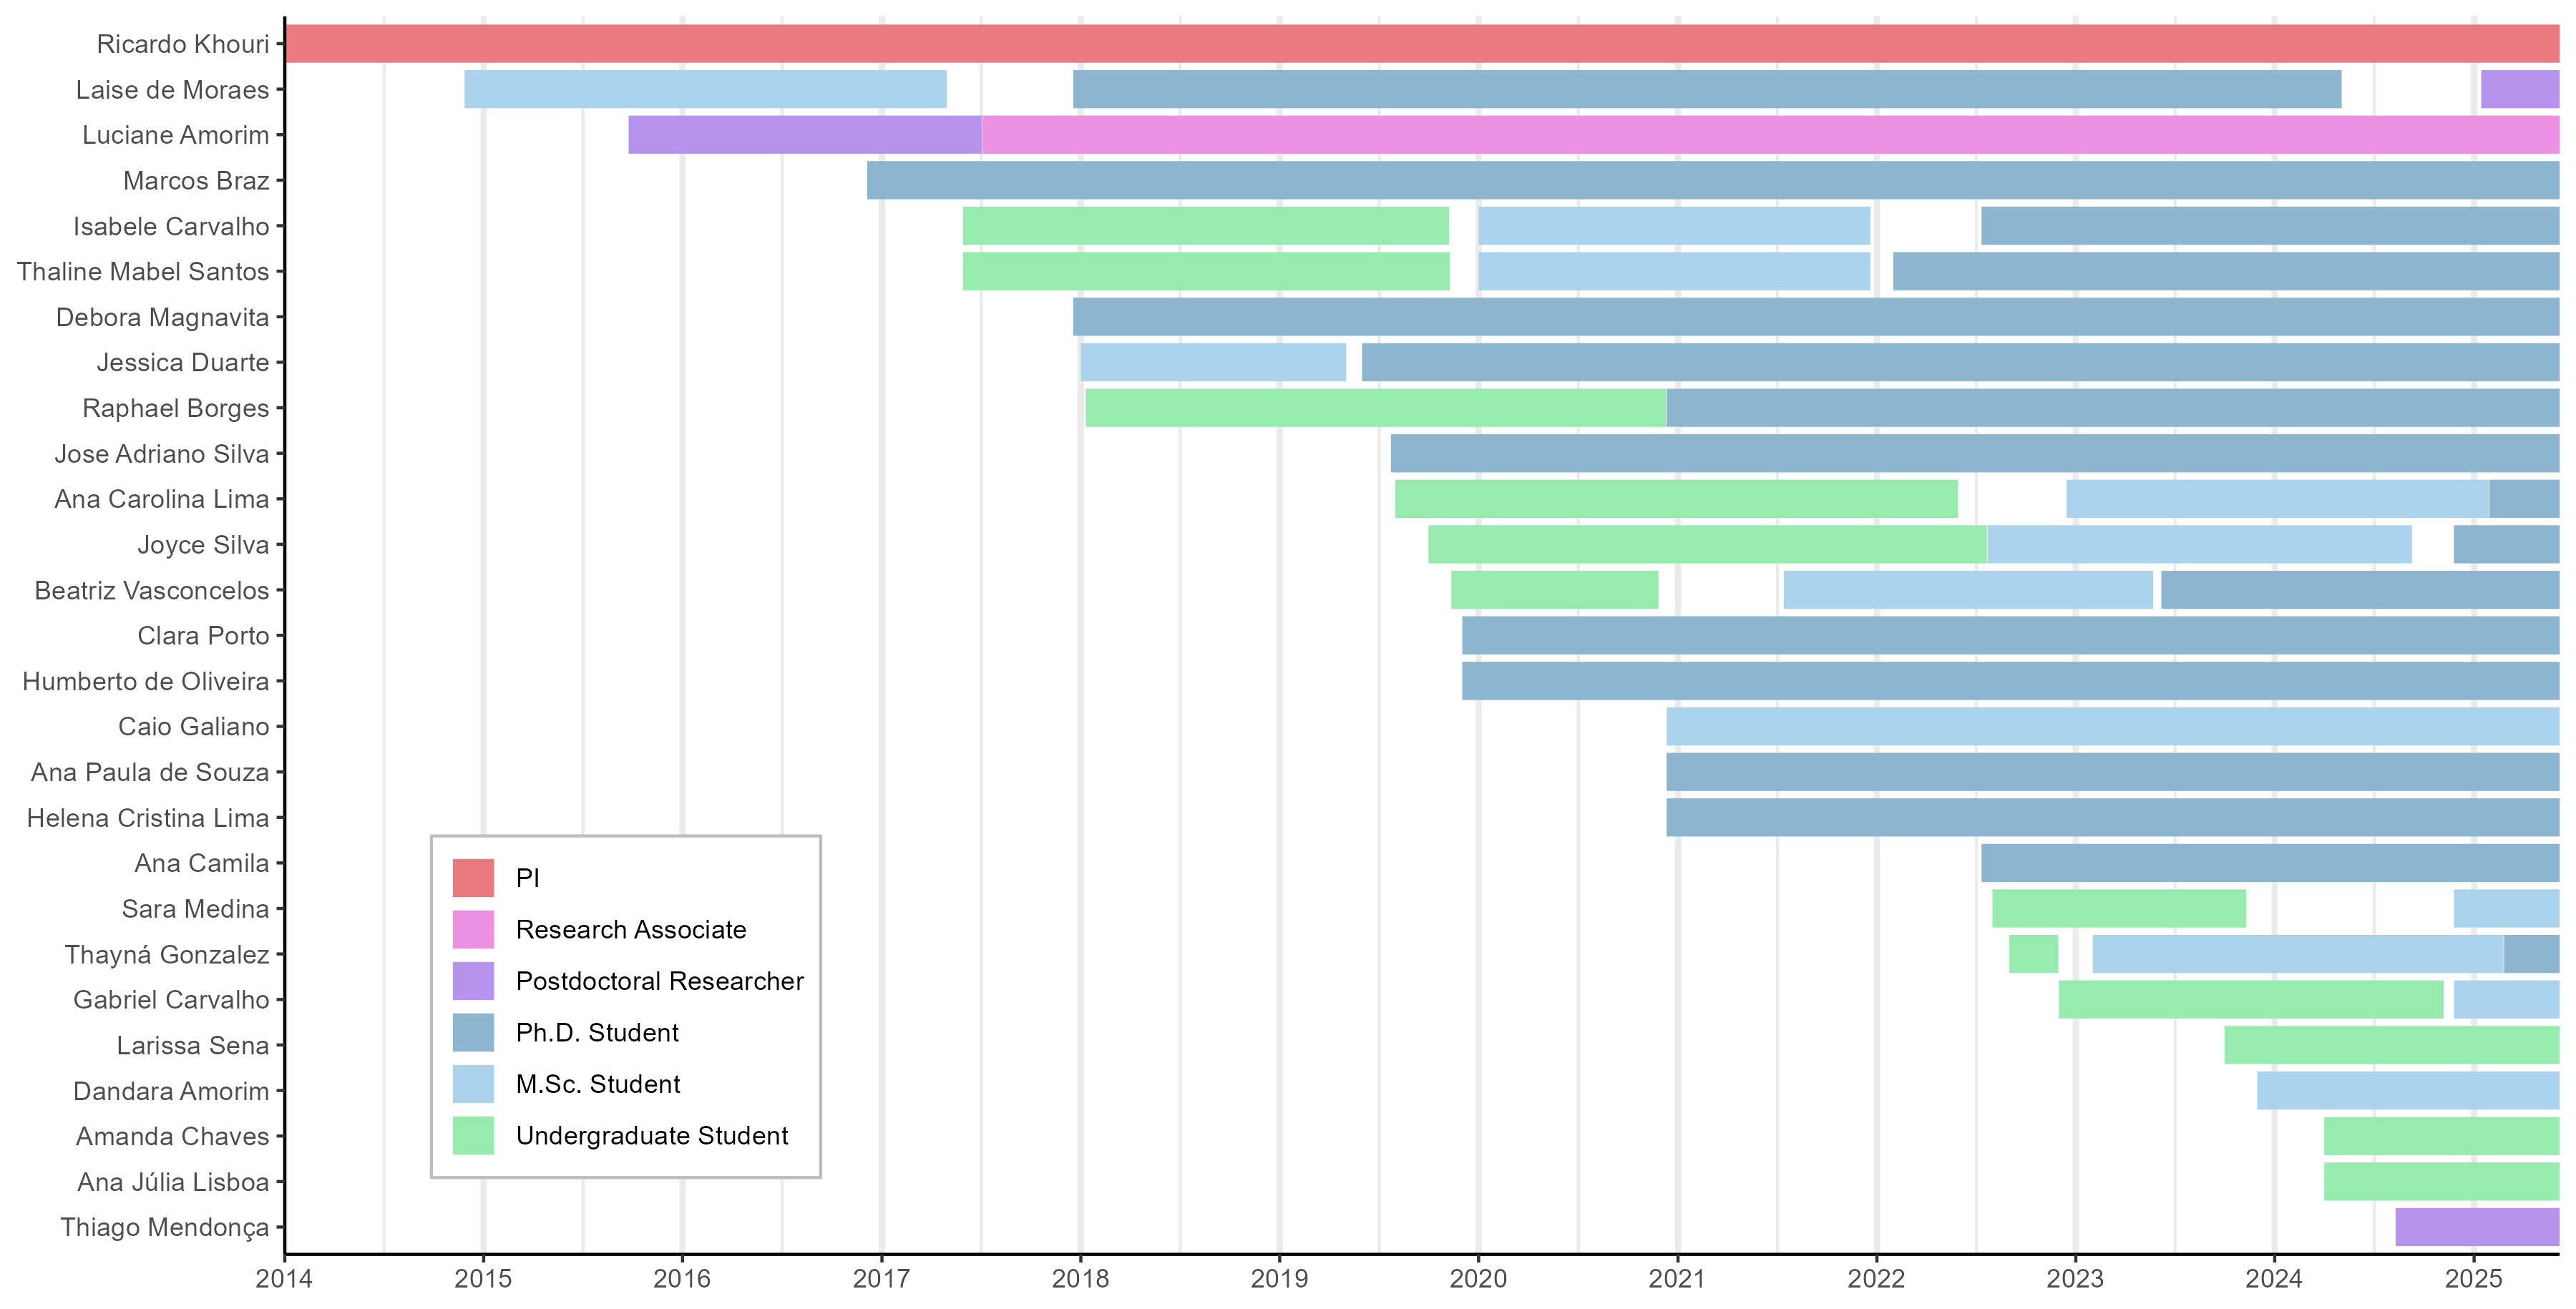 Ricardo Khouri
Laise de Moraes
Luciane Amorim
Marcos Braz
Isabele Carvalho
Thaline Mabel Santos
Debora Magnavita
Jessica Duarte
Raphael Borges
Jose Adriano Silva
Ana Carolina Lima
Joyce Silva
Beatriz Vasconcelos
Clara Porto
Humberto de Oliveira
Caio Galiano
Ana Paula de Souza
Helena Cristina Lima
Ana Camila
Sara Medina
Thayná Gonzalez
Gabriel Carvalho
Larissa Sena
Dandara Amorim
Amanda Chaves
Ana Júlia Lisboa
Thiago Mendonça
PI
Research Associate
Postdoctoral Researcher
Ph.D. Student
M.Sc. Student
Undergraduate Student
2014 2015 2016 2017 2018 2019 2020 2021 2022 2023 2024 2025